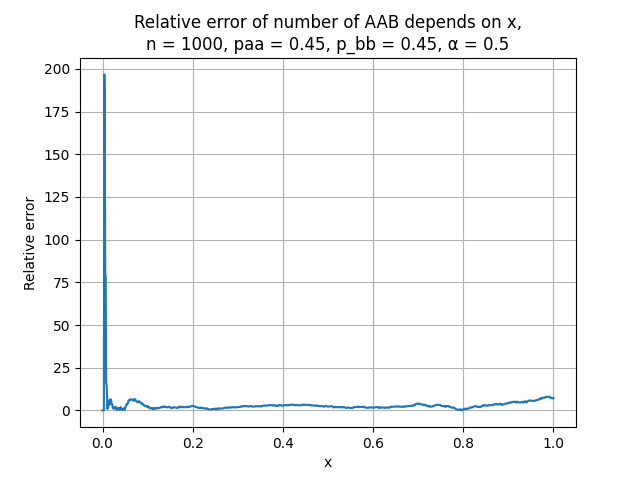 Relative error of number of AAB depends on x,
n = 1000, paa = 0.45, p_bb = 0.45, α = 0.5
200
175
150
125
100
75
50
25
0
Relative error
0.0 0.2 0.4 0.6 0.8 1.0
x